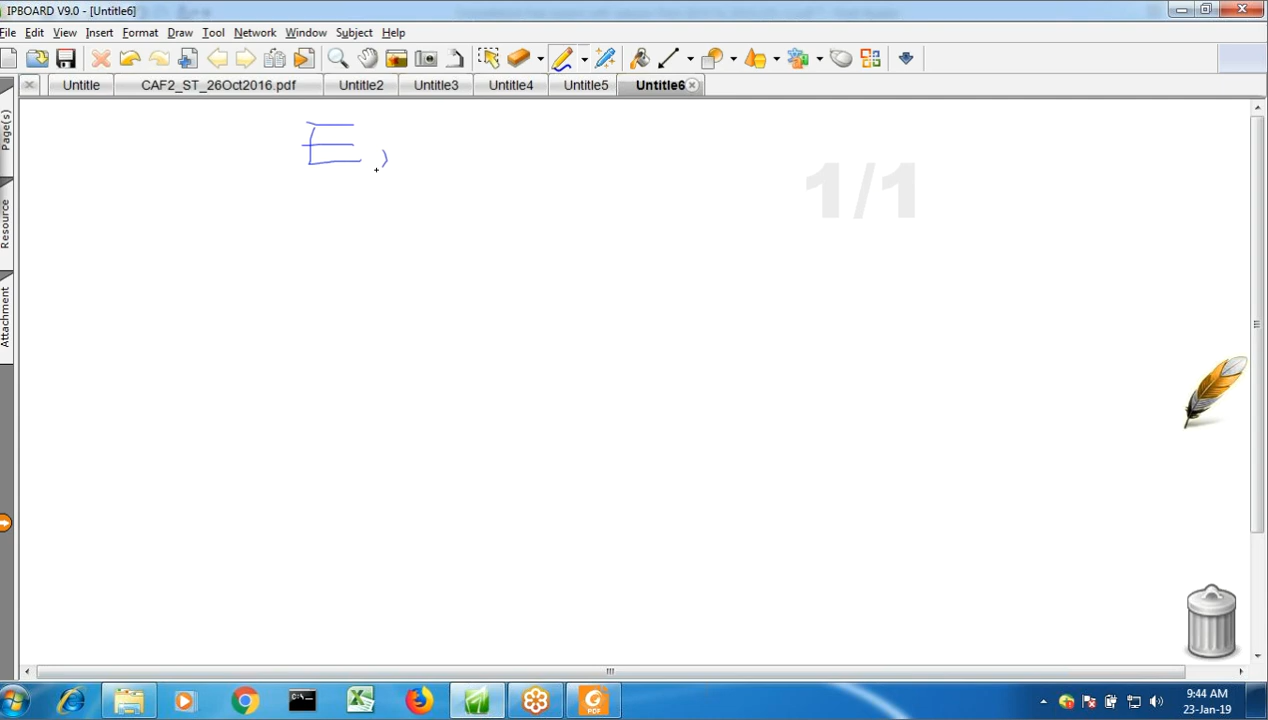 IPBOARD V9.0 - [Untitle6]
File Edit View Insert Format Draw Tool Network Window Subject Help
Untitle CAF2_ST_26Oct2016.pdf Untitle2 Untitle3 Untitle4 Untitle5 Untitle6
Page(s)
Resource
Attachment
E,
1/1
PDF
9:44 AM
23-Jan-19